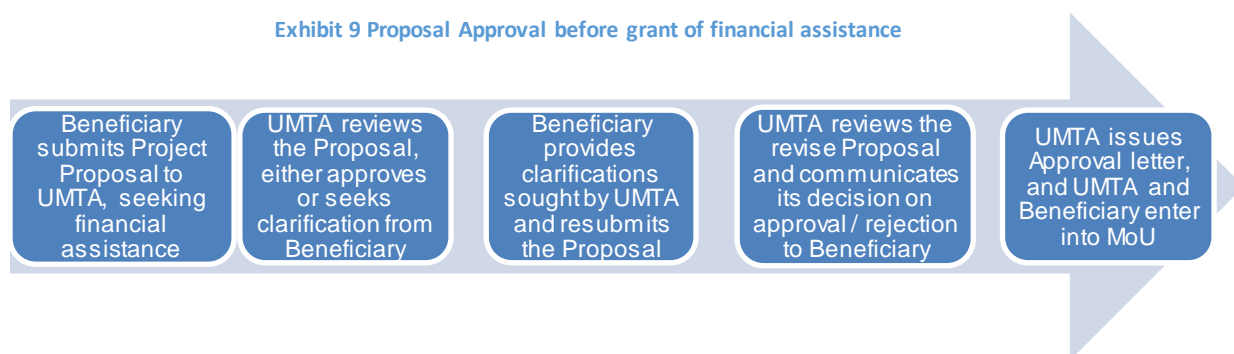 Exhibit 9 Proposal Approval before grant of financial assistance
Beneficiary
submits Project
Proposal to
UMTA, seeking
financial
assistance
UMTA reviews
the Proposal,
either approves
or seeks
clarification from
Beneficiary
Beneficiary
provides
clarifications
sought by UMTA
and resubmits
the Proposal
UMTA reviews the
revise Proposal
and communicates
its decision on
approval / rejection
to Beneficiary
UMTA issues
Approval letter,
and UMTA and
Beneficiary enter
into MoU